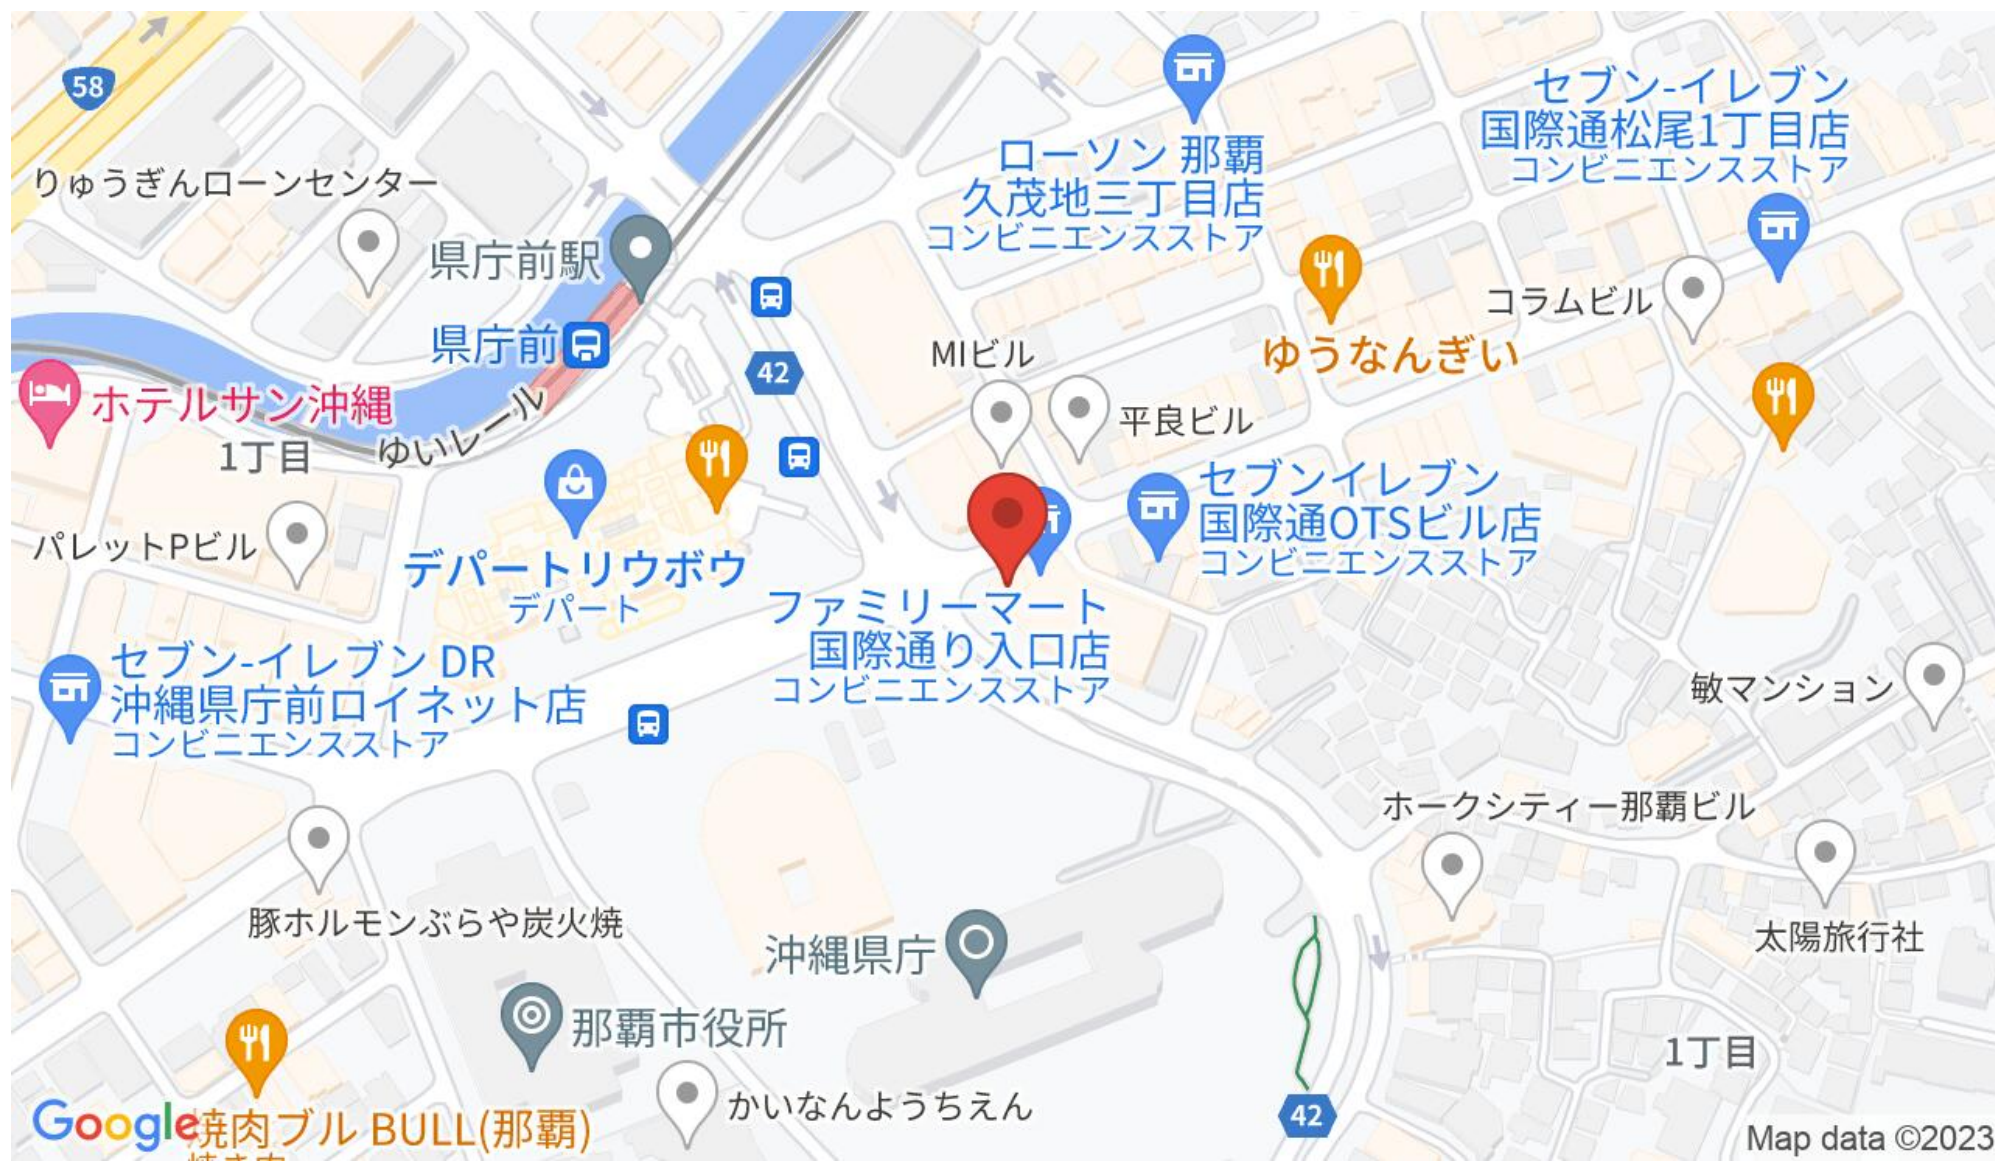 58
セブン-イレブン
国際通松尾1丁目店
コンビニエンスストア
ローソン 那覇
久茂地三丁目店
コンビニエンスストア
りゅうぎんローンセンター
県庁前駅
コラムビル
県庁前
MIビル
ゆうなんぎい
42
ホテルサン沖縄
1丁目
ゆいレール
平良ビル
セブンイレブン
国際通OTSビル店
コンビニエンスストア
パレットPビル
デパートリウボウ
デパート
ファミリーマート
国際通り入口店
コンビニエンスストア
セブン-イレブン DR
沖縄県庁前ロイネット店
コンビニエンスストア
敏マンション
ホークシティー那覇ビル
豚ホルモンぶらや炭火焼
沖縄県庁
太陽旅行社
那覇市役所
1丁目
かいなんようちえん
42
Google
焼肉ブル BULL(那覇)
Map data ©2023